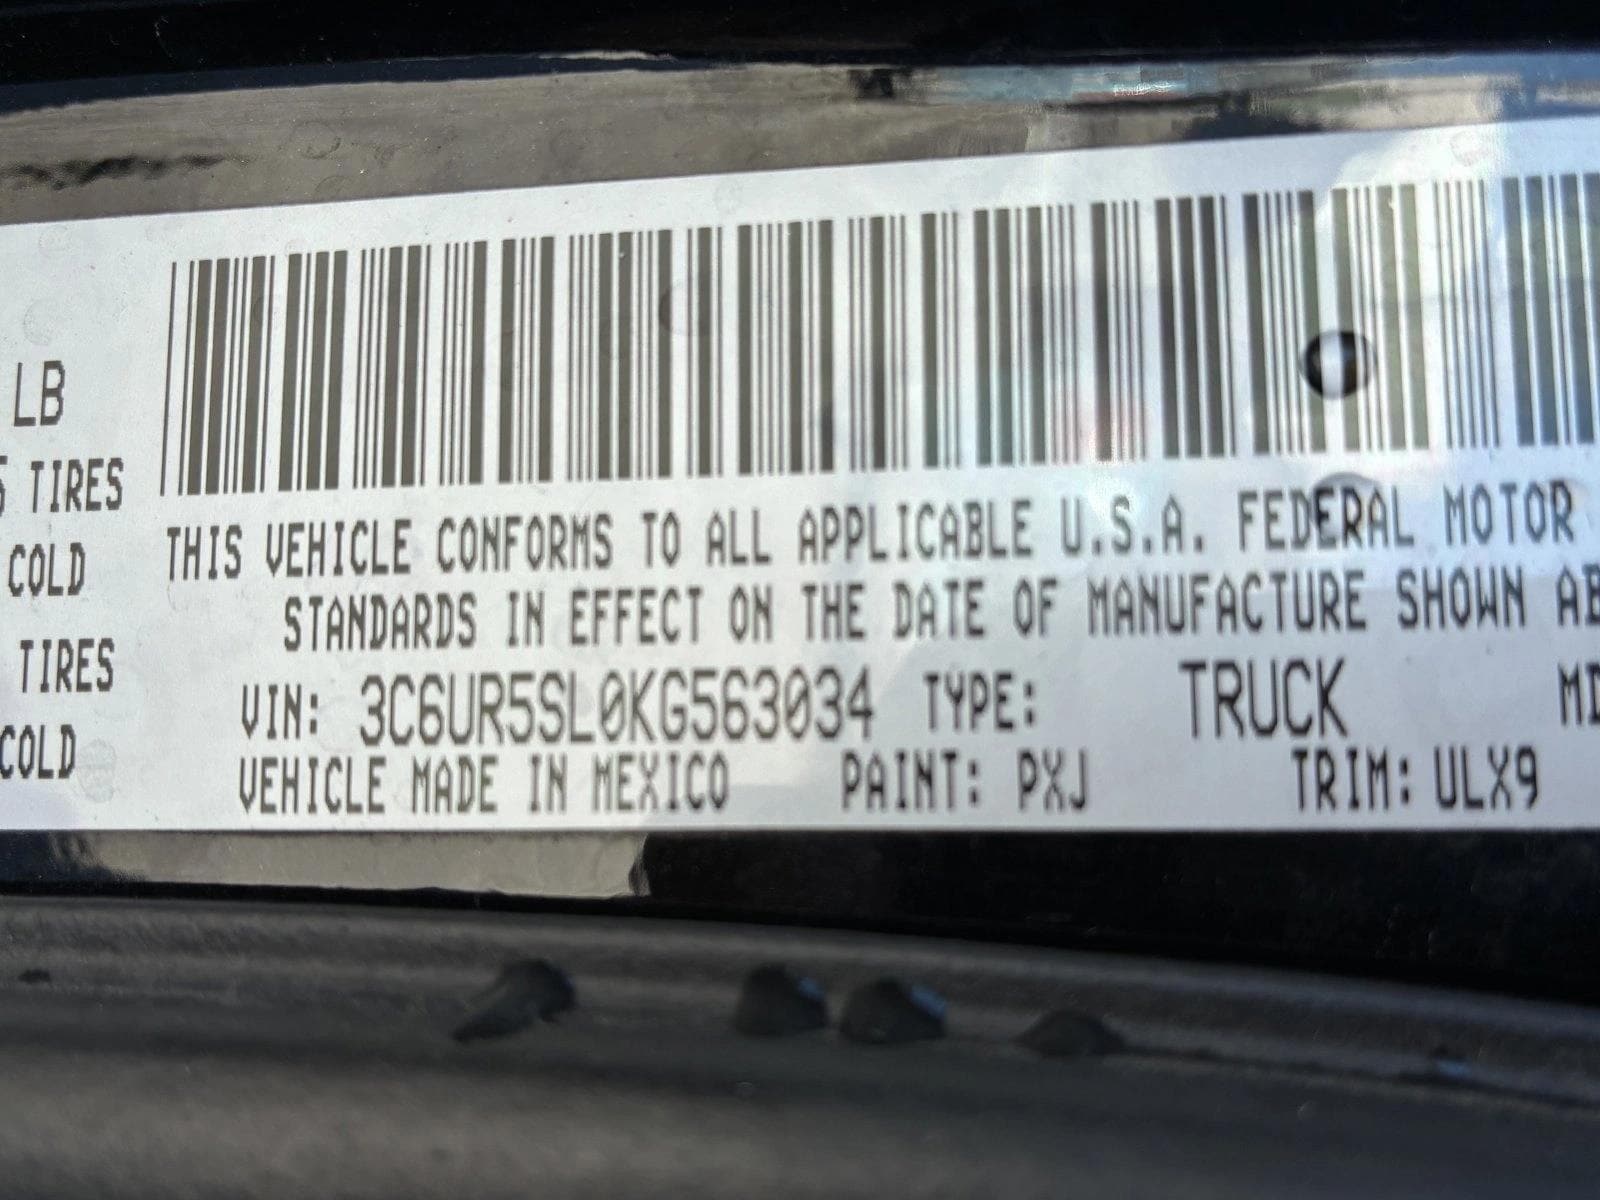 LB
TIRES
COLD
TIRES
COLD
THIS VEHICLE CONFORMS TO ALL APPLICABLE U.S.A. FEDERAL MOTOR
STANDARDS IN EFFECT ON THE DATE OF MANUFACTURE SHOWN AB
VIN: 3C6UR5SL0KG563034 TYPE: TRUCK
VEHICLE MADE IN MEXICO PAINT: PXJ TRIM: ULX9